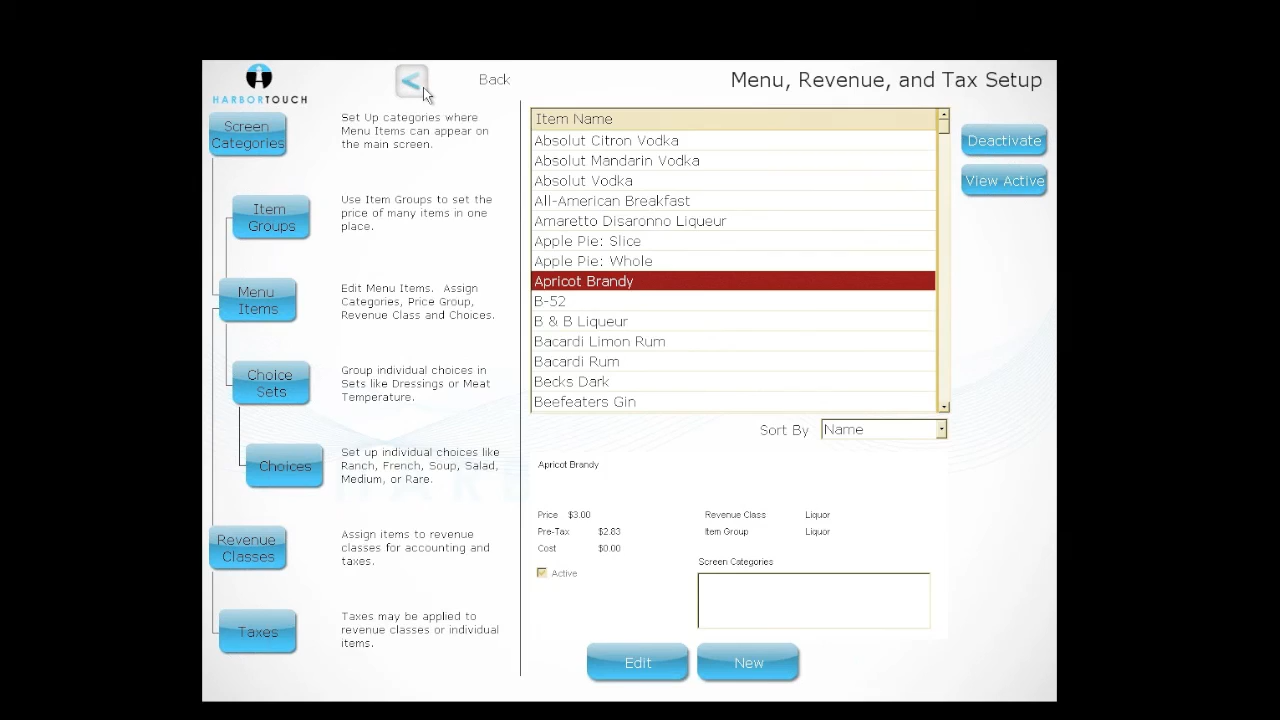 HARBORTOUCH
<
Back
Menu, Revenue, and Tax Setup
Screen
Categories
Set Up categories where
Menu Items can appear on
the main screen.
Item
Groups
Use Item Groups to set the
price of many items in one
place.
Menu
Items
Edit Menu Items. Assign
Categories, Price Group,
Revenue Class and Choices.
Choice
Sets
Group individual choices in
Sets like Dressings or Meat
Temperature.
Choices
Set up individual choices like
Ranch, French, Soup, Salad,
Medium, or Rare.
Revenue
Classes
Assign items to revenue
classes for accounting and
taxes.
Taxes
Taxes may be applied to
revenue classes or individual
items.
Item Name
Absolut Citron Vodka
Absolut Mandarin Vodka
Absolut Vodka
All-American Breakfast
Amaretto Disaronno Liqueur
Apple Pie: Slice
Apple Pie: Whole
Apricot Brandy
B-52
B & B Liqueur
Bacardi Limon Rum
Bacardi Rum
Becks Dark
Beefeaters Gin
Deactivate
View Active
Sort By Name
Apricot Brandy
Price $3.00 Revenue Class Liquor
Pre-Tax $2.83 Item Group Liquor
Cost $0.00
Screen Categories
Active
Edit
New